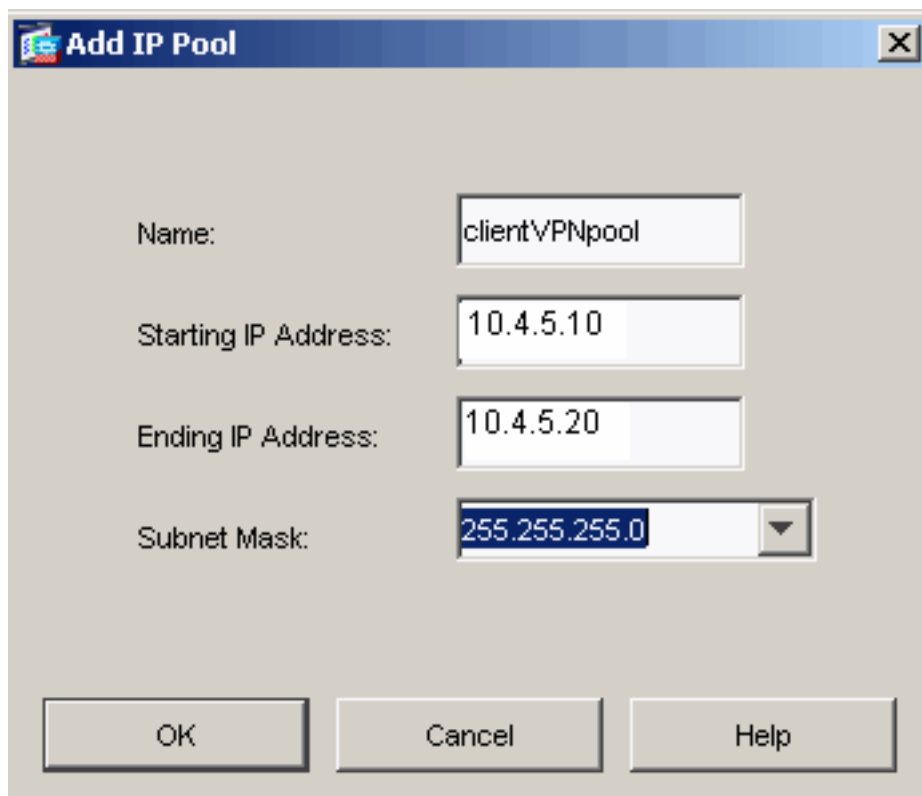 Add IP Pool
Name: clientVPNpool
Starting IP Address: 10.4.5.10
Ending IP Address: 10.4.5.20
Subnet Mask: 255.255.255.0
OK Cancel Help